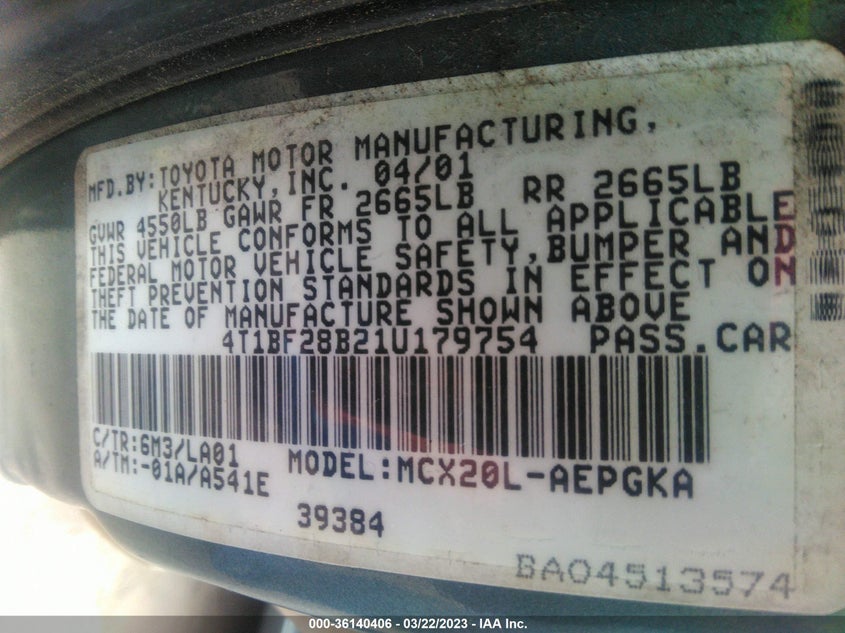 MFD.BY:TOYOTA MOTOR MANUFACTURING,
KENTUCKY,INC. 04/01
GVWR 4550LB GAWR FR 2665LB RR 2665LB
THIS VEHICLE CONFORMS TO ALL APPLICABLE
FEDERAL MOTOR VEHICLE SAFETY,BUMPER AND
THEFT PREVENTION STANDARDS IN EFFECT ON
THE DATE OF MANUFACTURE SHOWN ABOVE
4T1BF28B21U179754 PASS.CAR
C/TR:6M3/LA01
A/TM:-01A/A541E
MODEL:MCX20L-AEPGKA
39384
BA04513574
000-36140406 - 03/22/2023 - IAA Inc.